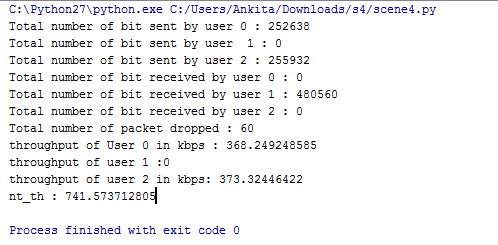 C:\Python27\python.exe C:/Users/Ankita/Downloads/s4/scene4.py
Total number of bit sent by user 0 : 252638
Total number of bit sent by user  1 : 0
Total number of bit sent by user 2 : 255932
Total number of bit received by user 0 : 0
Total number of bit received by user 1 : 480560
Total number of bit received by user 2 : 0
Total number of packet dropped : 60
throughput of User 0 in kbps : 368.249248585
throughput of user 1 :0
throughput of user 2 in kbps: 373.32446422
nt_th : 741.573712805
Process finished with exit code 0